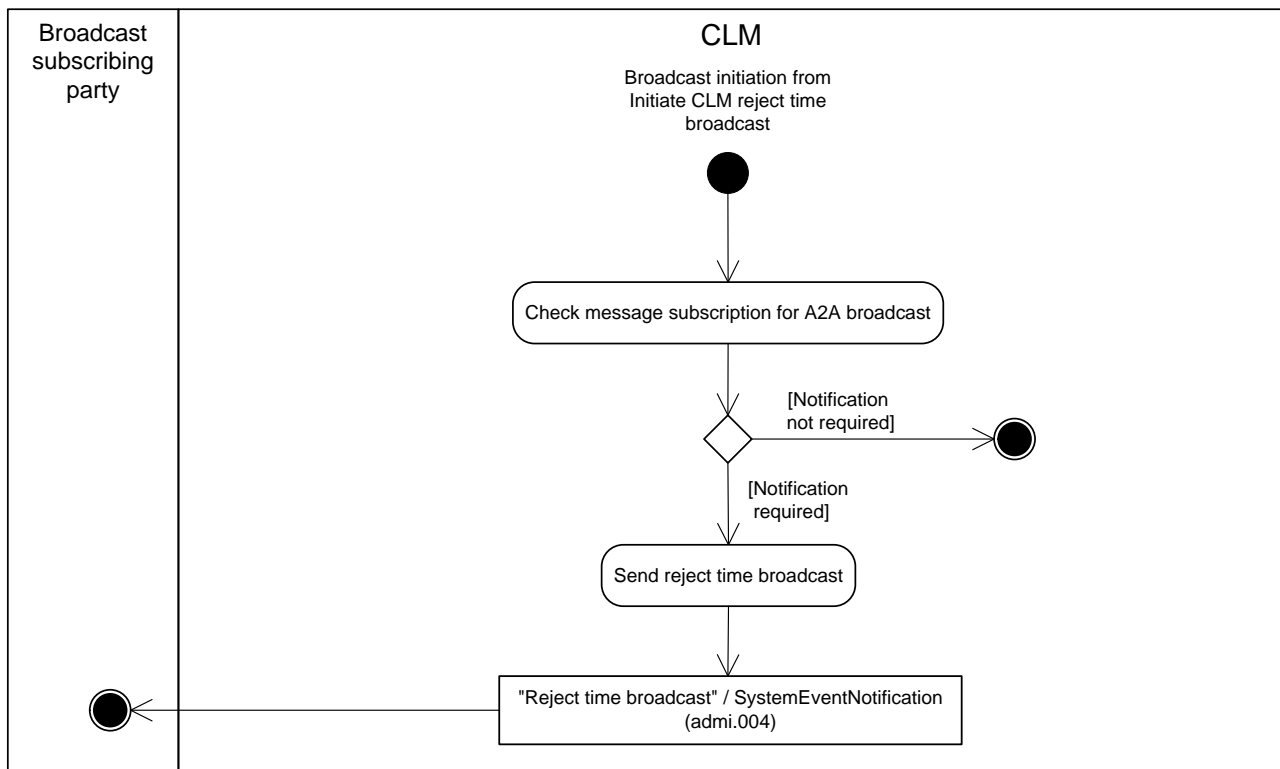 Broadcast
subscribing
party
CLM
Broadcast initiation from
Initiate CLM reject time
broadcast
Check message subscription for A2A broadcast
[Notification
not required]
[Notification
required]
Send reject time broadcast
"Reject time broadcast" / SystemEventNotification
(admi.004)